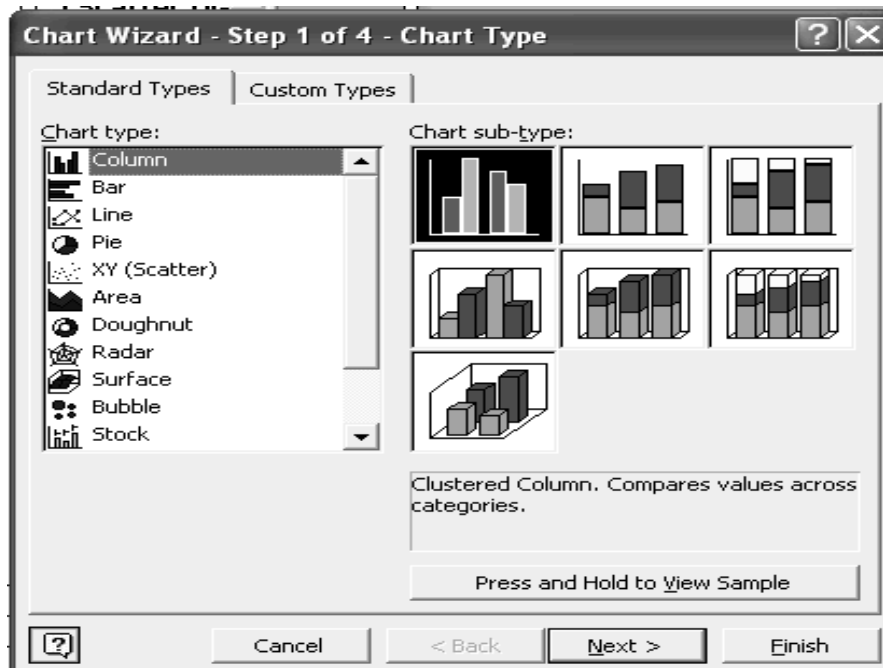 Chart Wizard - Step 1 of 4 - Chart Type
Standard Types
Custom Types
Chart type:
Column
Bar
Line
Pie
XY (Scatter)
Area
Doughnut
Radar
Surface
Bubble
Stock
Chart sub-type:
Clustered Column. Compares values across
categories.
Press and Hold to View Sample
Cancel
< Back
Next >
Finish